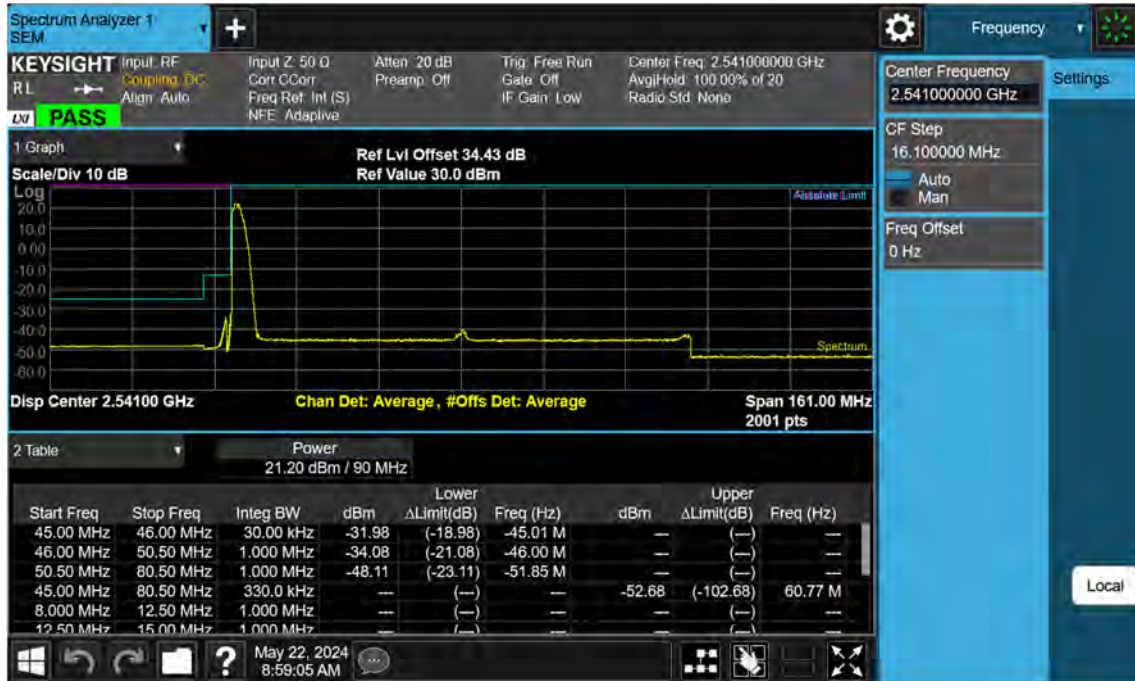 Spectrum Analyzer 1
SEM
+
Frequency
KEYSIGHT
RL
LXI
PASS
Input: RF
Coupling: DC
Align: Auto
Input Z: 50 Ω
Corr CCorr
Freq Ref: Int (S)
NFE: Adaptive
Atten: 20 dB
Preamp: Off
Trig: Free Run
Gate: Off
IF Gain: Low
Center Freq: 2.541000000 GHz
Avg|Hold: 100.00% of 20
Radio Std: None
Center Frequency
2.541000000 GHz
Settings
CF Step
16.100000 MHz
Auto
Man
Freq Offset
0 Hz
1 Graph
Scale/Div 10 dB
Ref Lvl Offset 34.43 dB
Ref Value 30.0 dBm
Log
Absolute Limit
20.0
10.0
0.00
-10.0
-20.0
-30.0
-40.0
-50.0
-60.0
Spectrum
Disp Center 2.54100 GHz
Chan Det: Average, #Offs Det: Average
Span 161.00 MHz
2001 pts
2 Table
Power
21.20 dBm / 90 MHz
Lower Upper
Start Freq Stop Freq Integ BW dBm ΔLimit(dB) Freq (Hz) dBm ΔLimit(dB) Freq (Hz)
45.00 MHz 46.00 MHz 30.00 kHz -31.98 (-18.98) -45.01 M --- (---) ---
46.00 MHz 50.50 MHz 1.000 MHz -34.08 (-21.08) -46.00 M --- (---) ---
50.50 MHz 80.50 MHz 1.000 MHz -48.11 (-23.11) -51.85 M --- (---) ---
45.00 MHz 80.50 MHz 330.0 kHz --- (---) --- -52.68 (-102.68) 60.77 M
8.000 MHz 12.50 MHz 1.000 MHz --- (---) --- --- (---) ---
12.50 MHz 15.00 MHz 1.000 MHz --- (---) --- --- (---) ---
Local
?
May 22, 2024
8:59:05 AM